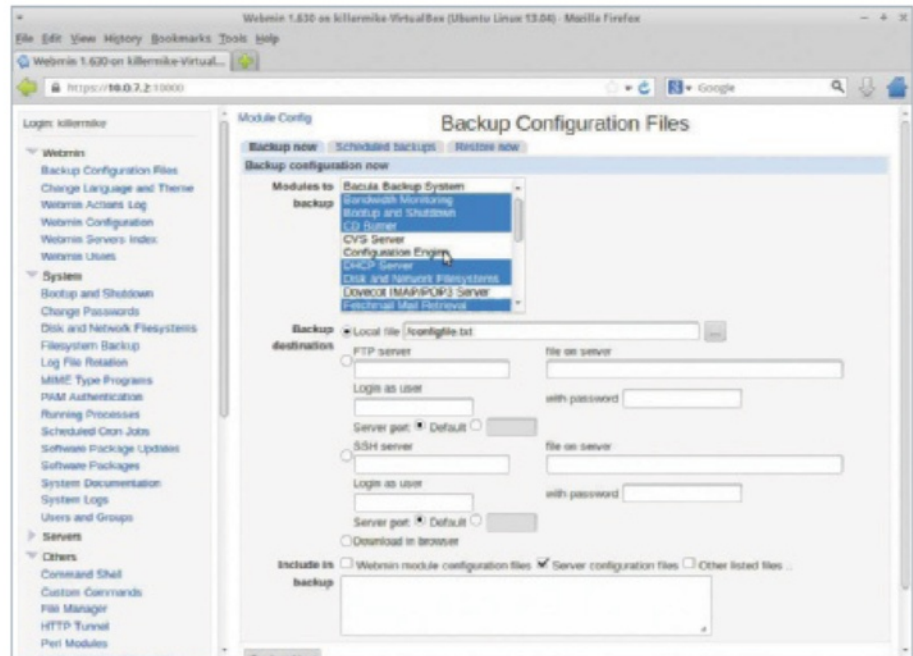 Webmin 1.630 on killermike-VirtualBox (Ubuntu Linux 13.04) - Mozilla Firefox
File Edit View History Bookmarks Tools Help
Webmin 1.630 on killermike-Virtual...
https://10.0.7.2:10000
Google
Login: killermike
Webmin
Backup Configuration Files
Change Language and Theme
Webmin Actions Log
Webmin Configuration
Webmin Servers Index
Webmin Users
System
Bootup and Shutdown
Change Passwords
Disk and Network Filesystems
Filesystem Backup
Log File Rotation
MIME Type Programs
PAM Authentication
Running Processes
Scheduled Cron Jobs
Software Package Updates
Software Packages
System Documentation
System Logs
Users and Groups
Servers
Others
Command Shell
Custom Commands
File Manager
HTTP Tunnel
Perl Modules
Module Config
Backup Configuration Files
Backup now Scheduled backups Restore now
Backup configuration now
Modules to backup
Bacula Backup System
Bandwidth Monitoring
Bootup and Shutdown
CD Burner
CVS Server
Configuration Engine
DHCP Server
Disk and Network Filesystems
Dovecot IMAP/POP3 Server
Fetchmail Mail Retrieval
Backup destination
Local file /configfile.txt ...
FTP server file on server
Login as user with password
Server port Default
SSH server file on server
Login as user with password
Server port Default
Download in browser
Include in backup
Webmin module configuration files Server configuration files Other listed files ..